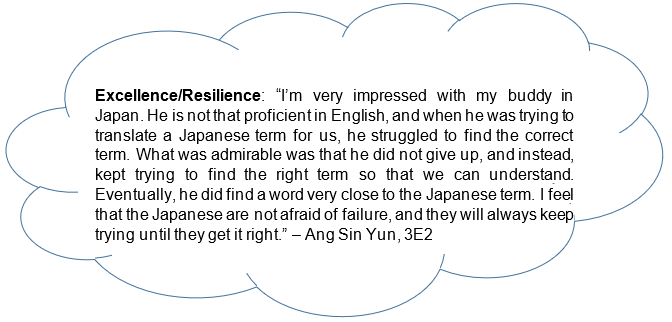 Excellence/Resilience: “I’m very impressed with my buddy in
Japan. He is not that proficient in English, and when he was trying to
translate a Japanese term for us, he struggled to find the correct
term. What was admirable was that he did not give up, and instead,
kept trying to find the right term so that we can understand.
Eventually, he did find a word very close to the Japanese term. I feel
that the Japanese are not afraid of failure, and they will always keep
trying until they get it right.” – Ang Sin Yun, 3E2